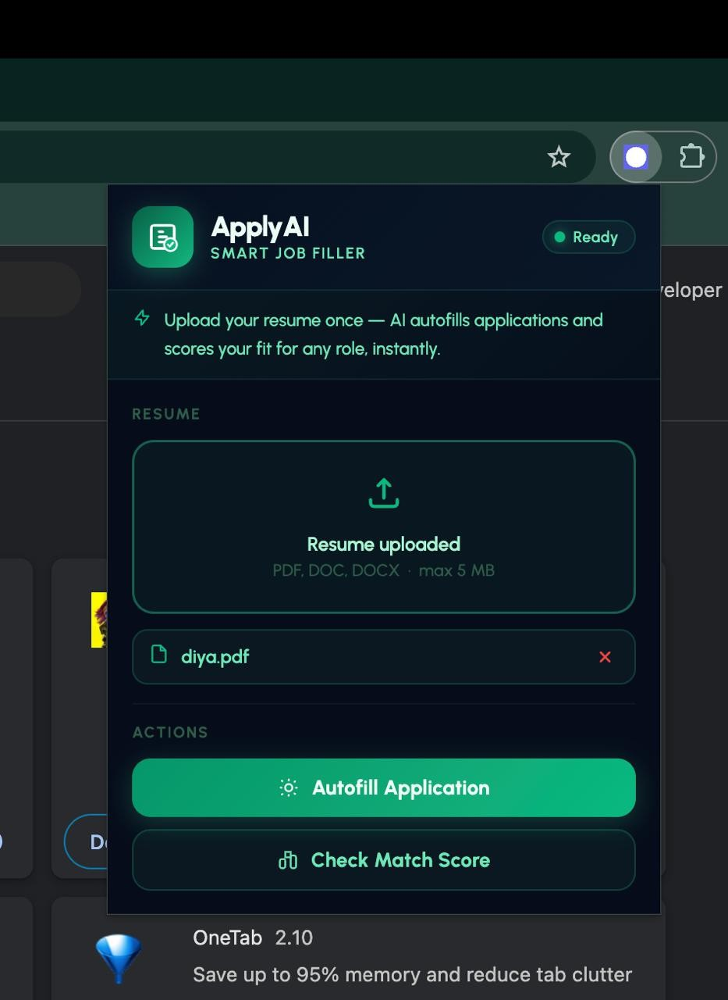 ApplyAI
SMART JOB FILLER
Ready
Upload your resume once — AI autofills applications and
scores your fit for any role, instantly.
RESUME
Resume uploaded
PDF, DOC, DOCX · max 5 MB
diya.pdf
ACTIONS
Autofill Application
Check Match Score
OneTab 2.10
Save up to 95% memory and reduce tab clutter